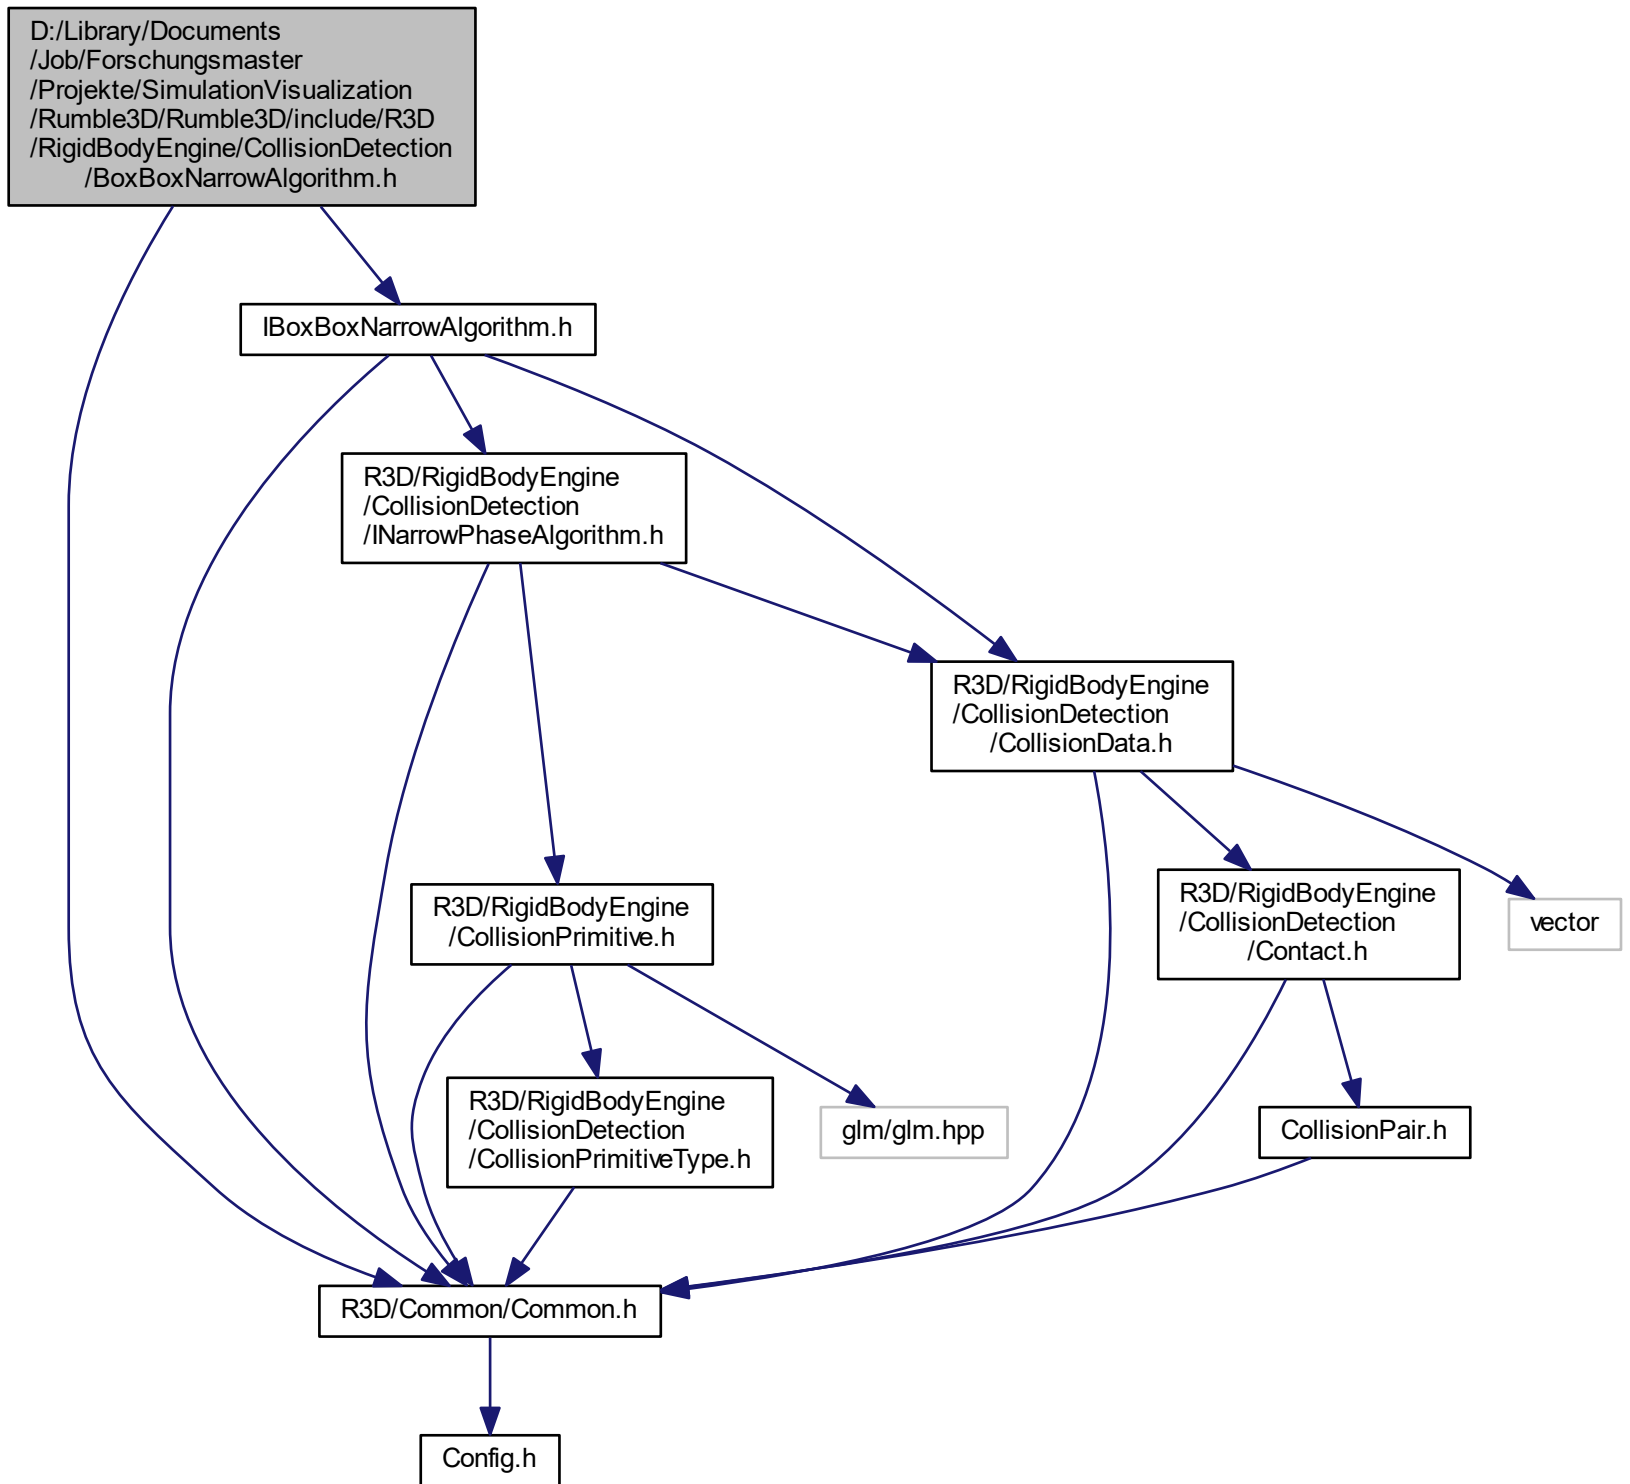 D:/Library/Documents
/Job/Forschungsmaster
/Projekte/SimulationVisualization
/Rumble3D/Rumble3D/include/R3D
/RigidBodyEngine/CollisionDetection
/BoxBoxNarrowAlgorithm.h
IBoxBoxNarrowAlgorithm.h
R3D/RigidBodyEngine
/CollisionDetection
/INarrowPhaseAlgorithm.h
R3D/RigidBodyEngine
/CollisionDetection
/CollisionData.h
R3D/RigidBodyEngine
/CollisionPrimitive.h
R3D/RigidBodyEngine
/CollisionDetection
/Contact.h
vector
R3D/RigidBodyEngine
/CollisionDetection
/CollisionPrimitiveType.h
glm/glm.hpp
CollisionPair.h
R3D/Common/Common.h
Config.h